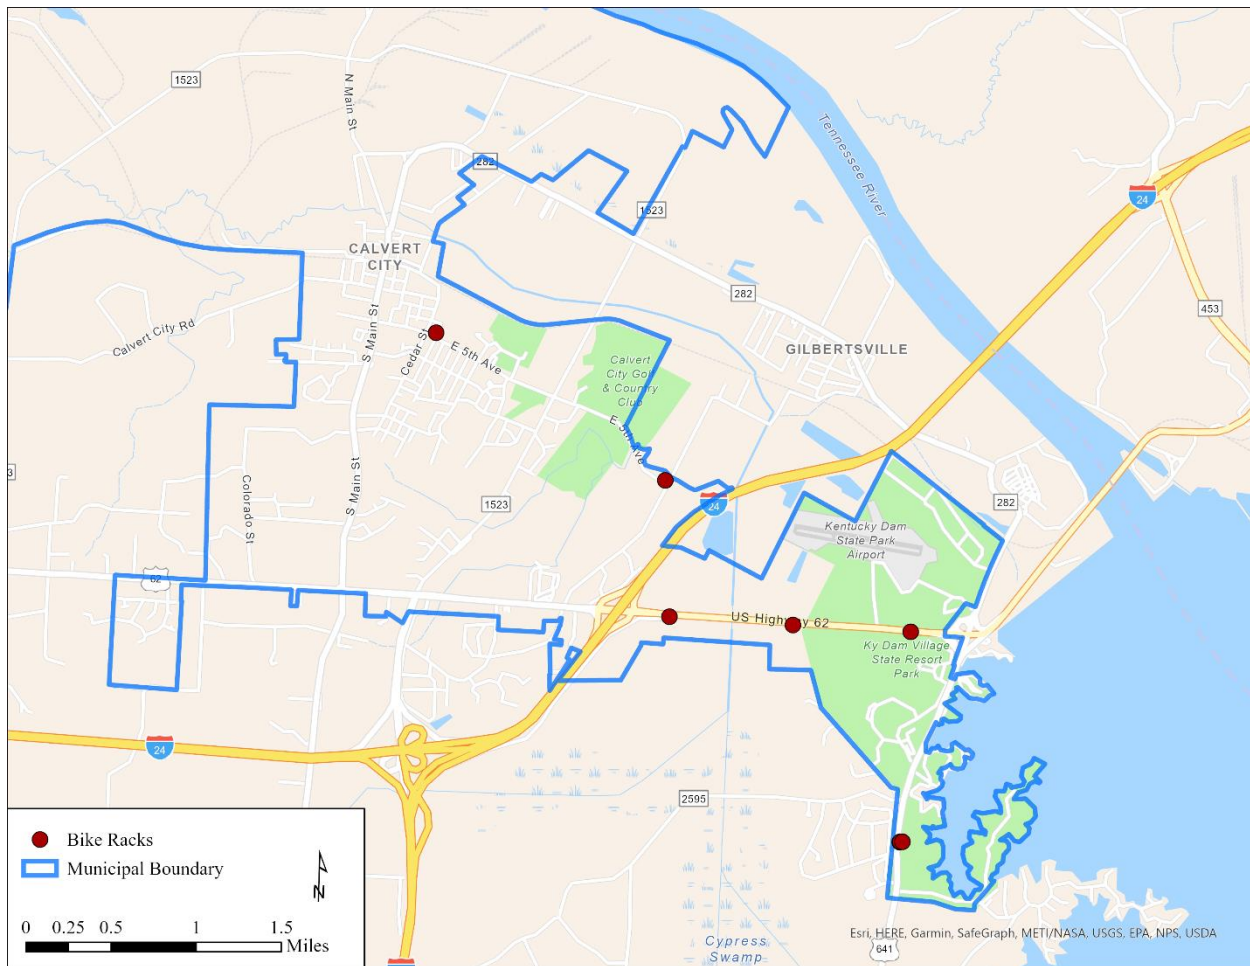 1523
N Main St
Tennessee River
282
24
1523
CALVERT
CITY
282
453
Calvert City Rd
S Main St
Cedar St
E 5th Ave
GILBERTSVILLE
Calvert
City Golf
& Country
Club
E 5th Ave
3
Colorado St
S Main St
1523
24
282
Kentucky Dam
State Park
Airport
62
US Highway 62
Ky Dam Village
State Resort
Park
24
2595
Bike Racks
Municipal Boundary
N
0 0.25 0.5 1 1.5
Miles
Esri, HERE, Garmin, SafeGraph, METI/NASA, USGS, EPA, NPS, USDA
641
Cypress
Swamp